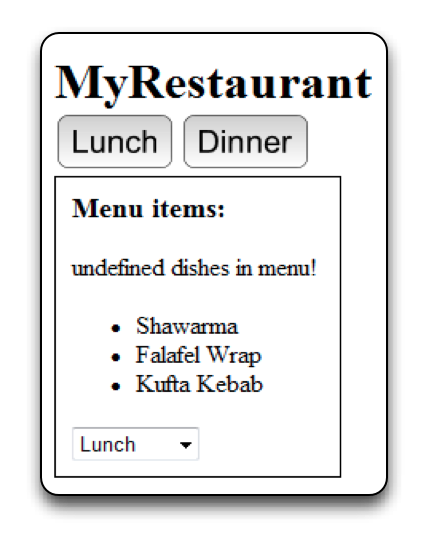 MyRestaurant
Lunch Dinner
Menu items:
undefined dishes in menu!
• Shawarma
• Falafel Wrap
• Kufta Kebab
Lunch